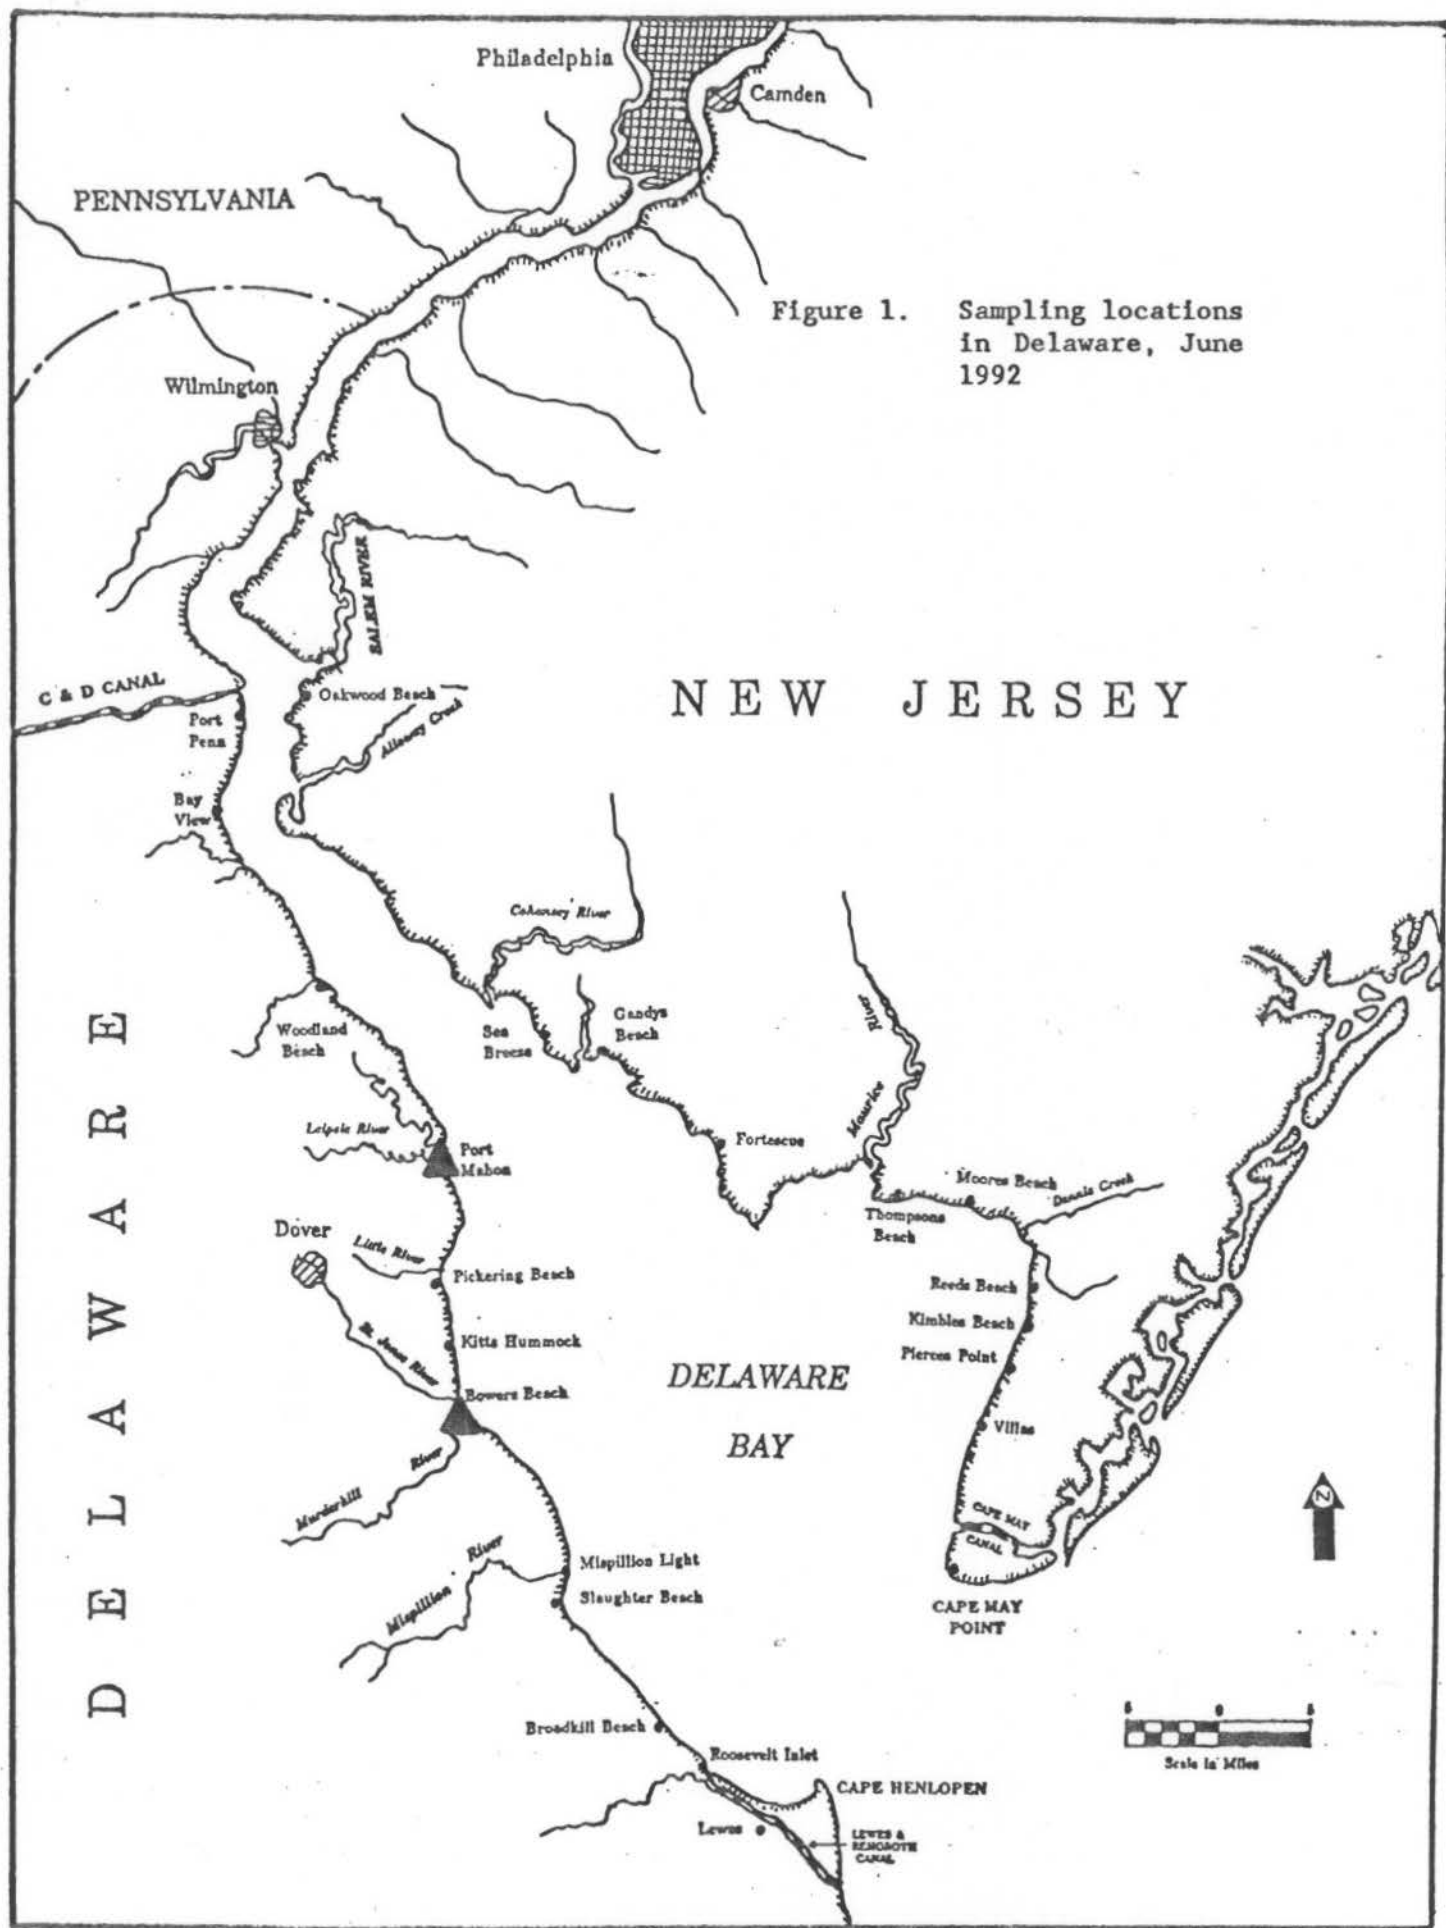 Philadelphia
Camden
PENNSYLVANIA
Figure 1. Sampling locations
in Delaware, June
1992
Wilmington
SALEM RIVER
C & D CANAL
Oakwood Beach
NEW JERSEY
Port
Penn
Alloway Creek
Bay
View
Cohansey River
Woodland
Beach
Sea
Breeze
Gandys
Beach
Maurice River
Leipsic River
Port
Mahon
Fortescue
Moores Beach
Dennis Creek
Thompsons
Beach
Dover
Little River
Pickering Beach
Reeds Beach
Kimbles Beach
Pierces Point
Kitts Hummock
St. Jones River
DELAWARE
BAY
Bowers Beach
Villas
Murderkill River
DELAWARE
N
CAPE MAY
CANAL
Mispillion River
Mispillion Light
Slaughter Beach
CAPE MAY
POINT
Broadkill Beach
Roosevelt Inlet
5 0 5
Scale in Miles
CAPE HENLOPEN
Lewes
LEWES &
REHOBOTH
CANAL